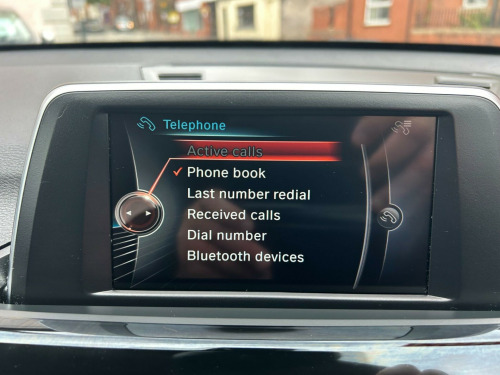 Telephone
Active calls
Phone book
Last number redial
Received calls
Dial number
Bluetooth devices